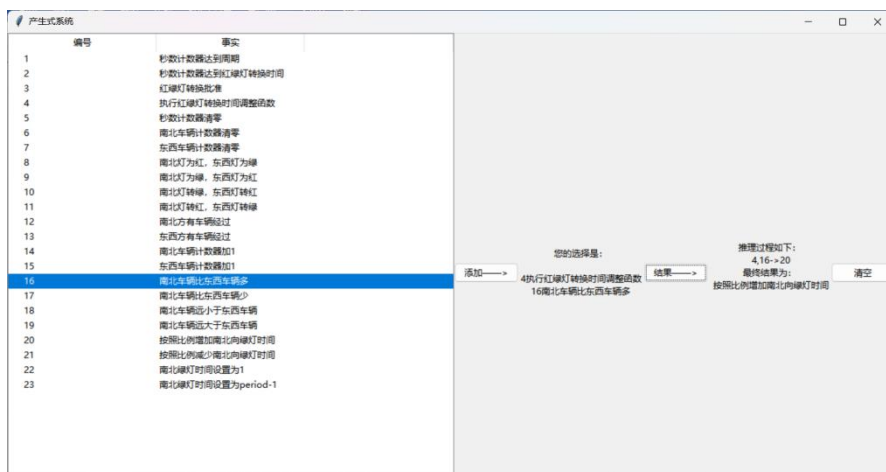 产生式系统
编号 事实
1 秒数计数器达到周期
2 秒数计数器达到红绿灯转换时间
3 红绿灯转换批准
4 执行红绿灯转换时间调整函数
5 秒数计数器清零
6 南北车辆计数器清零
7 东西车辆计数器清零
8 南北灯为红，东西灯为绿
9 南北灯为绿，东西灯为红
10 南北灯转绿，东西灯转红
11 南北灯转红，东西灯转绿
12 南北方有车辆经过
13 东西方有车辆经过
14 南北车辆计数器加1
15 东西车辆计数器加1
16 南北车辆比东西车辆多
17 南北车辆比东西车辆少
18 南北车辆远小于东西车辆
19 南北车辆远大于东西车辆
20 按照比例增加南北向绿灯时间
21 按照比例减少南北向绿灯时间
22 南北绿灯时间设置为1
23 南北绿灯时间设置为period-1
添加——>
您的选择是：
4执行红绿灯转换时间调整函数
16南北车辆比东西车辆多
结果——>
推理过程如下：
4,16->20
最终结果为：
按照比例增加南北向绿灯时间
清空